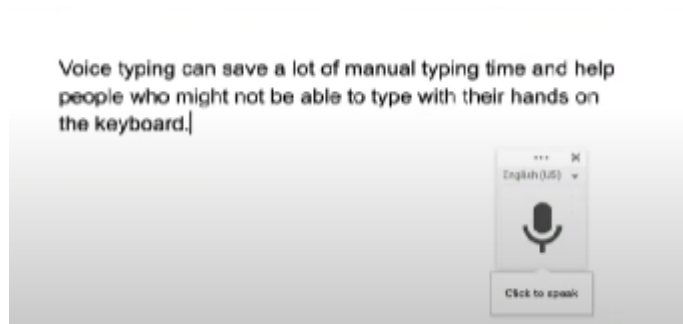 Voice typing can save a lot of manual typing time and help
people who might not be able to type with their hands on
the keyboard.
English (US)
Click to speak